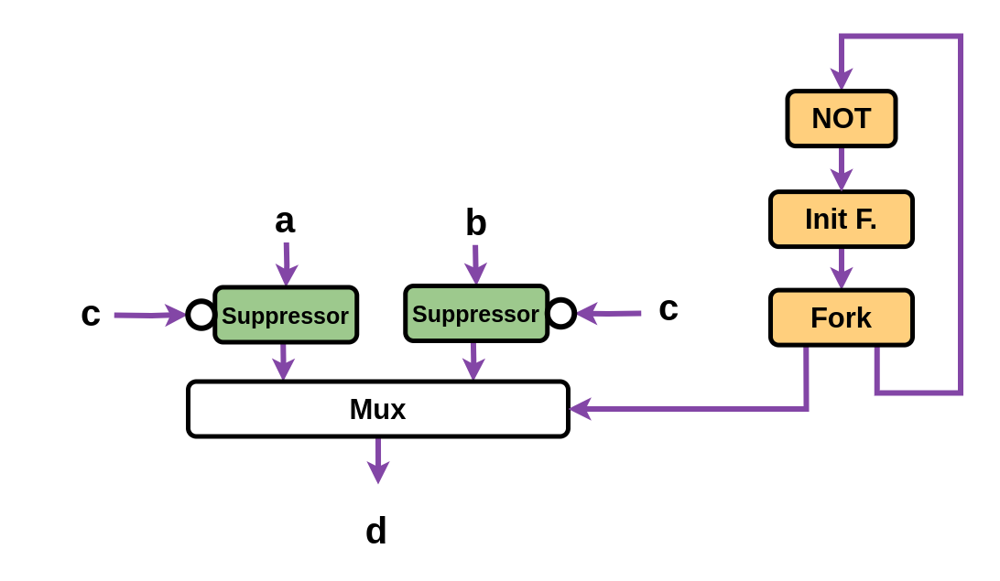 NOT
Init F.
a
b
c
Suppressor
Suppressor
c
Fork
Mux
d